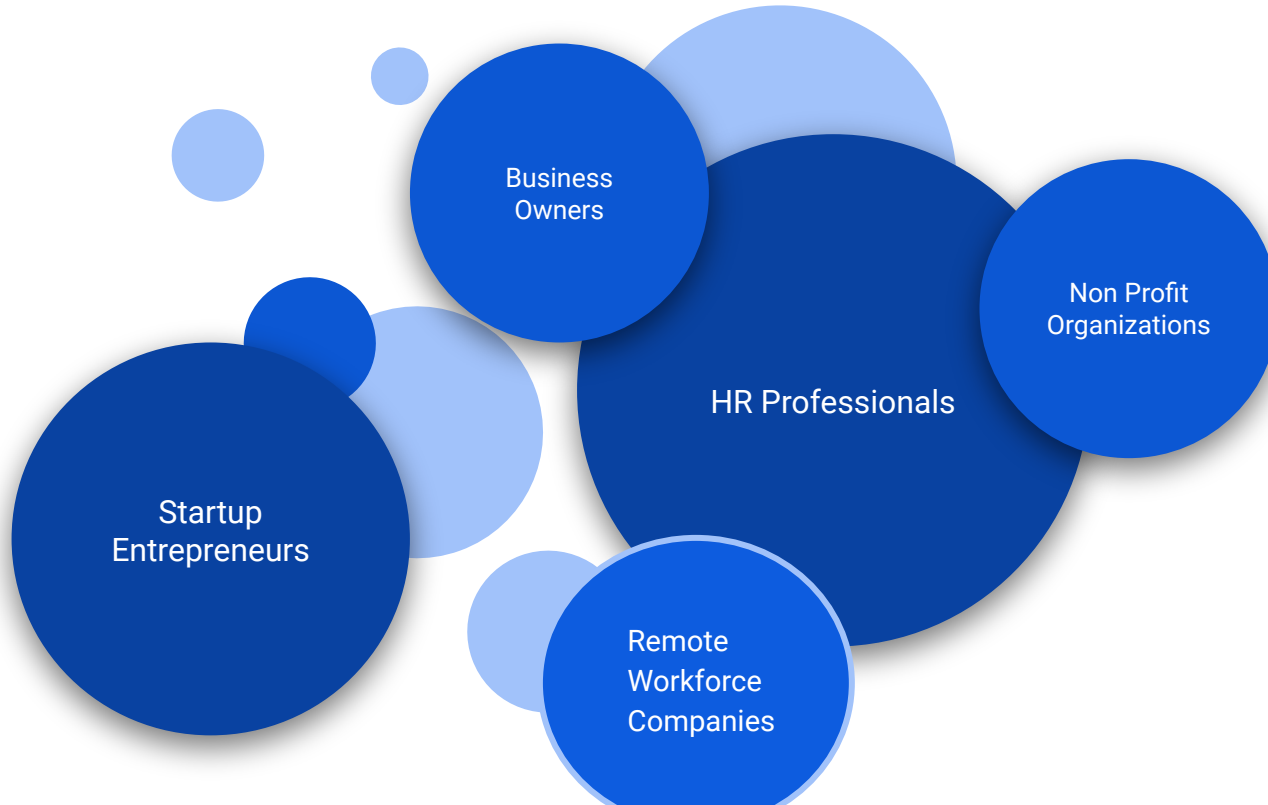 Business
Owners
Non Profit
Organizations
HR Professionals
Startup
Entrepreneurs
Remote
Workforce
Companies